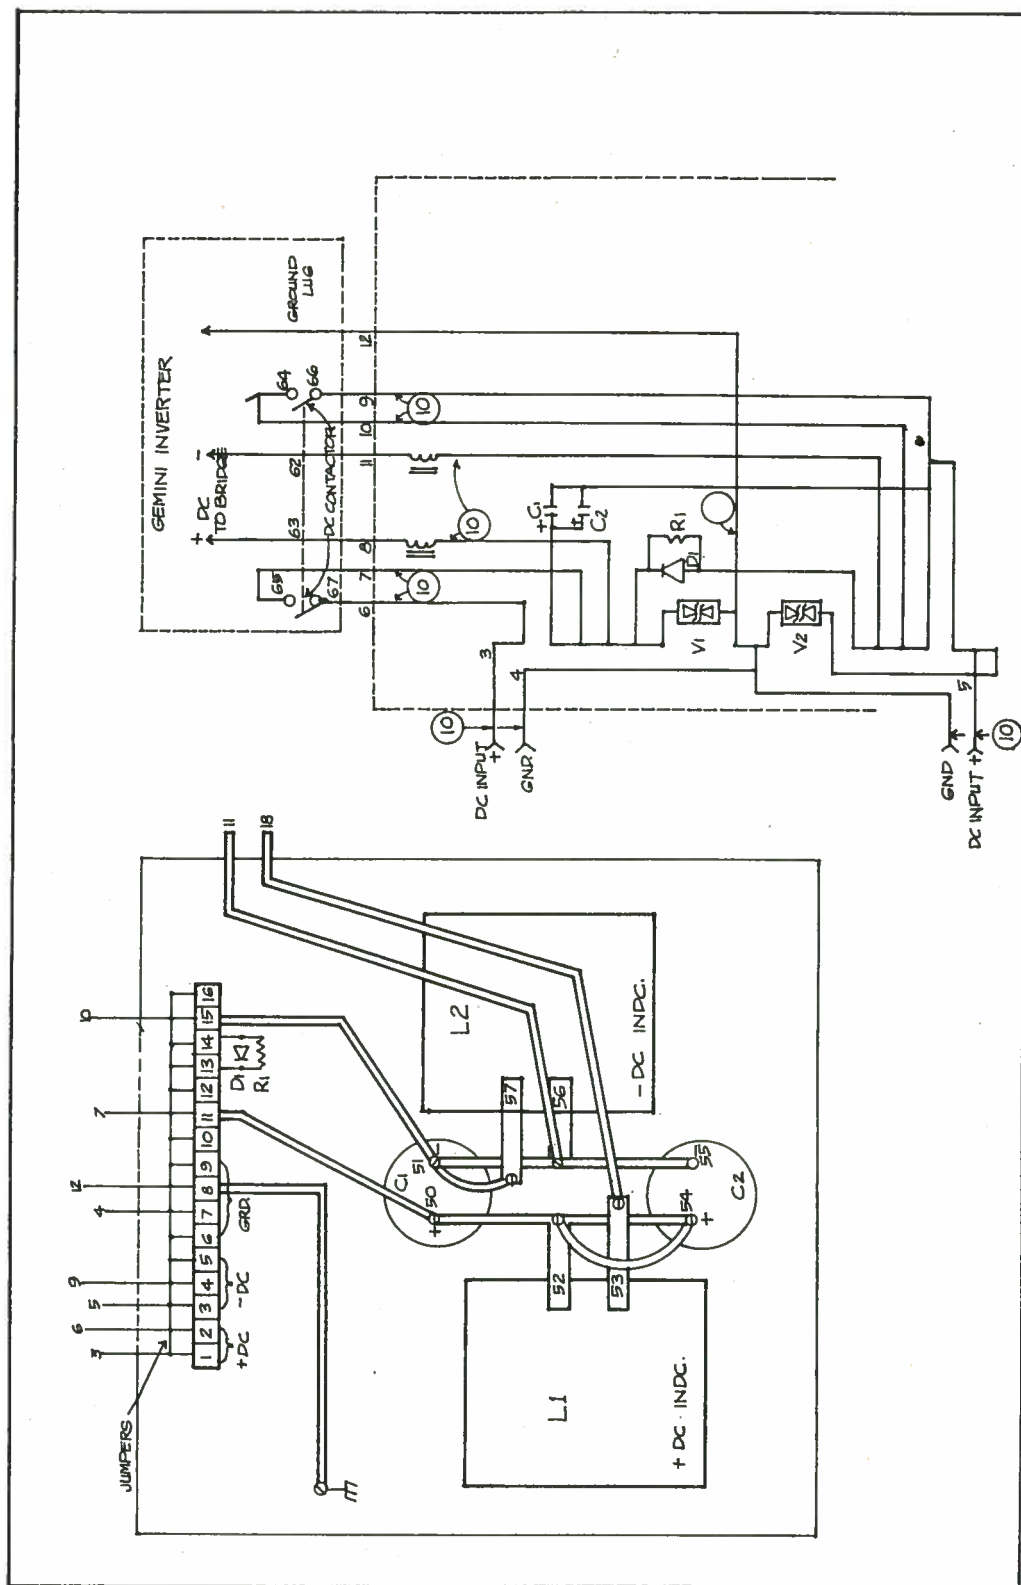 JUMPERS
3
6
5
9
4
12
7
10
1 2 3 4 5 6 7 8 9 10 11 12 13 14 15 16
+DC
-DC
GRD.
D1
R1
11
18
C1
+
50
51
-
L2
- DC INDC.
57
56
52
53
L1
+ DC INDC.
54
+
55
C2
GEMINI INVERTER
+ DC -
TO BRIDGE
GROUND
LUG
65
67
63
62
64
66
DC CONTACTOR
6
7
8
11
10
9
12
10
10
10
3
4
10
DC INPUT
+
GND.
C1
+
+
C2
D1
R1
V1
V2
5
GND
DC INPUT +
10